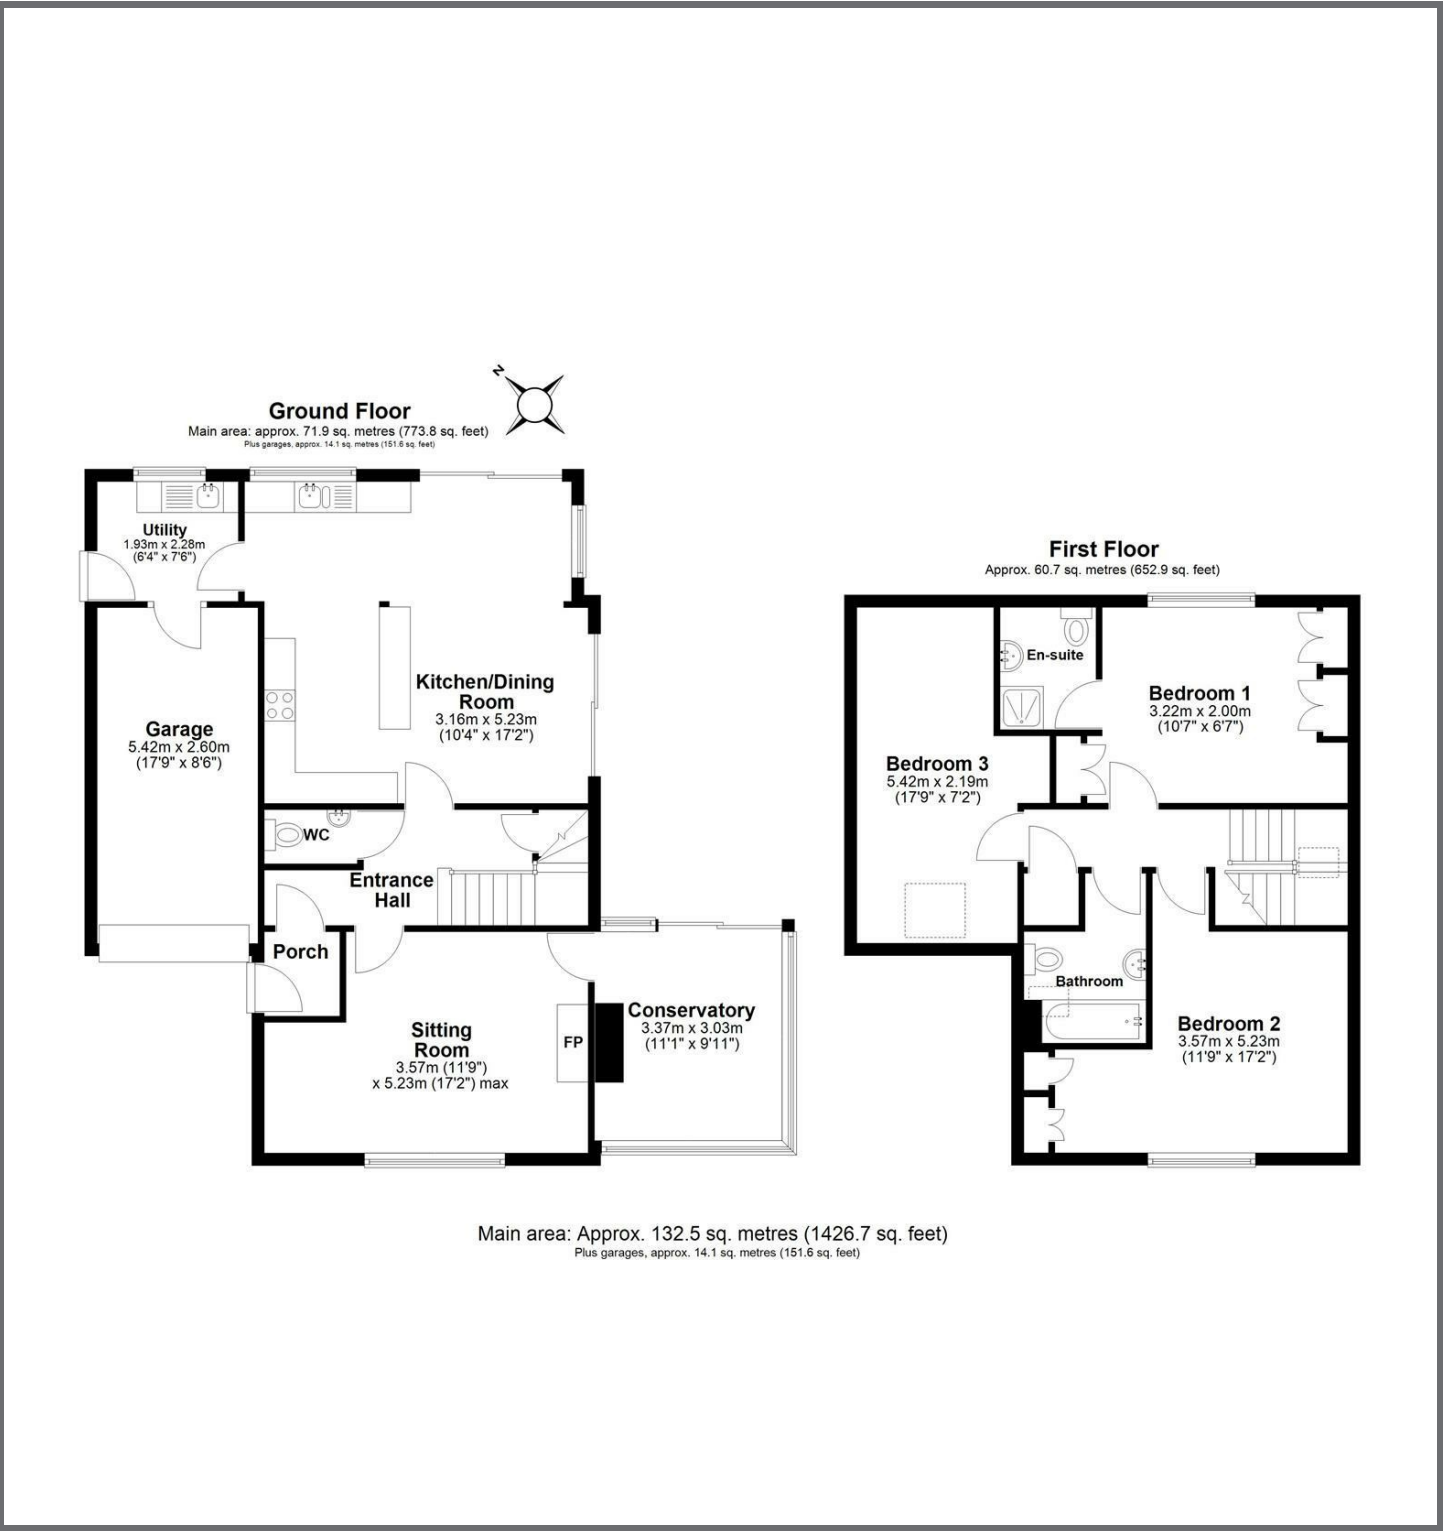 N
Ground Floor
Main area: approx. 71.9 sq. metres (773.8 sq. feet)
Plus garages, approx. 14.1 sq. metres (151.6 sq. feet)
Utility
1.93m x 2.28m
(6'4" x 7'6")
Kitchen/Dining
Room
3.16m x 5.23m
(10'4" x 17'2")
Garage
5.42m x 2.60m
(17'9" x 8'6")
WC
Entrance
Hall
Porch
Sitting
Room
3.57m (11'9")
x 5.23m (17'2") max
FP
Conservatory
3.37m x 3.03m
(11'1" x 9'11")
First Floor
Approx. 60.7 sq. metres (652.9 sq. feet)
En-suite
Bedroom 1
3.22m x 2.00m
(10'7" x 6'7")
Bedroom 3
5.42m x 2.19m
(17'9" x 7'2")
Bathroom
Bedroom 2
3.57m x 5.23m
(11'9" x 17'2")
Main area: Approx. 132.5 sq. metres (1426.7 sq. feet)
Plus garages, approx. 14.1 sq. metres (151.6 sq. feet)